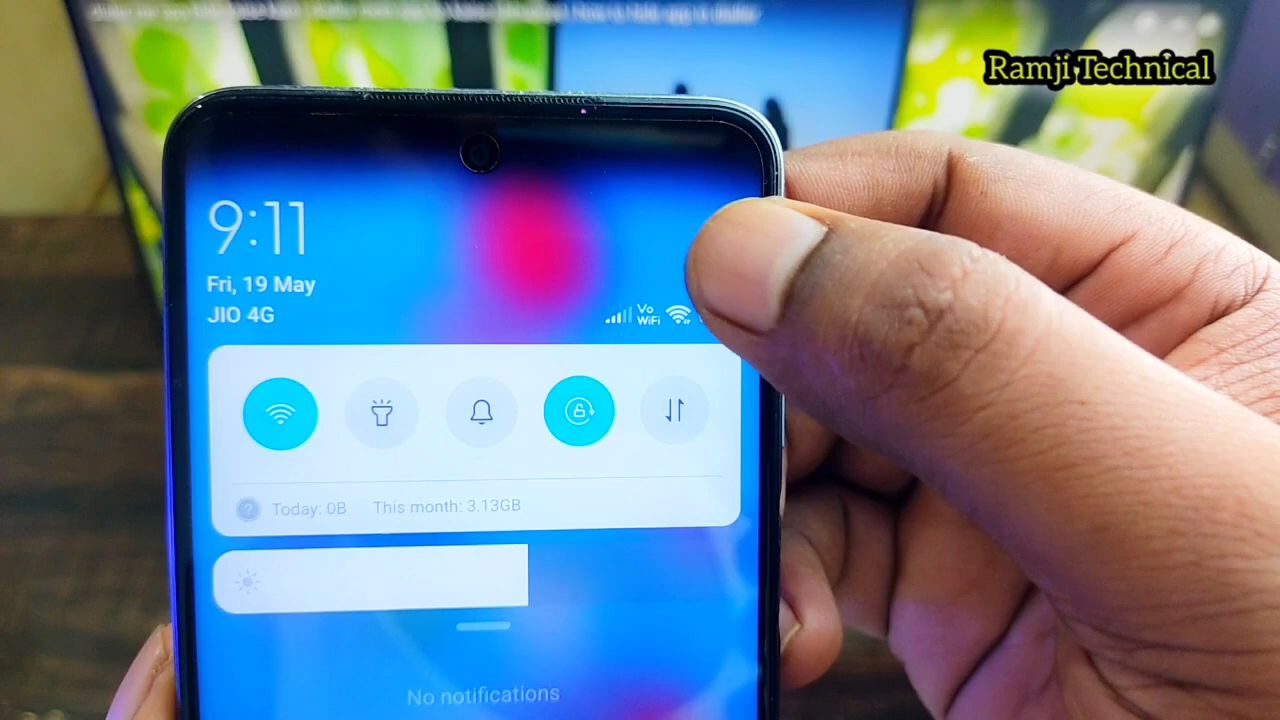 Ramji Technical
9:11
Fri, 19 May
JIO 4G
Vo
WiFi
Today: 0B This month: 3.13GB
No notifications